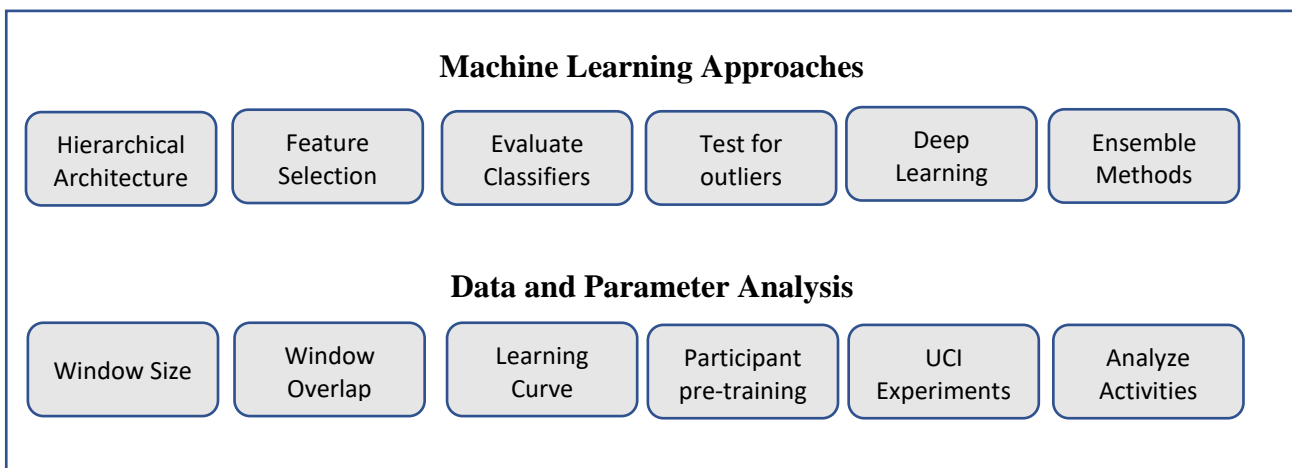 Machine Learning Approaches
Hierarchical
Architecture
Feature
Selection
Evaluate
Classifiers
Test for
outliers
Deep
Learning
Ensemble
Methods
Data and Parameter Analysis
Window Size
Window
Overlap
Learning
Curve
Participant
pre-training
UCI
Experiments
Analyze
Activities